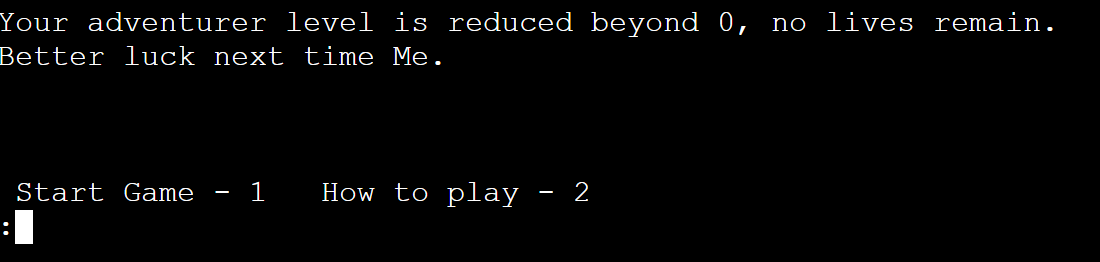 Your adventurer level is reduced beyond 0, no lives remain.
Better luck next time Me.
Start Game - 1   How to play - 2
: